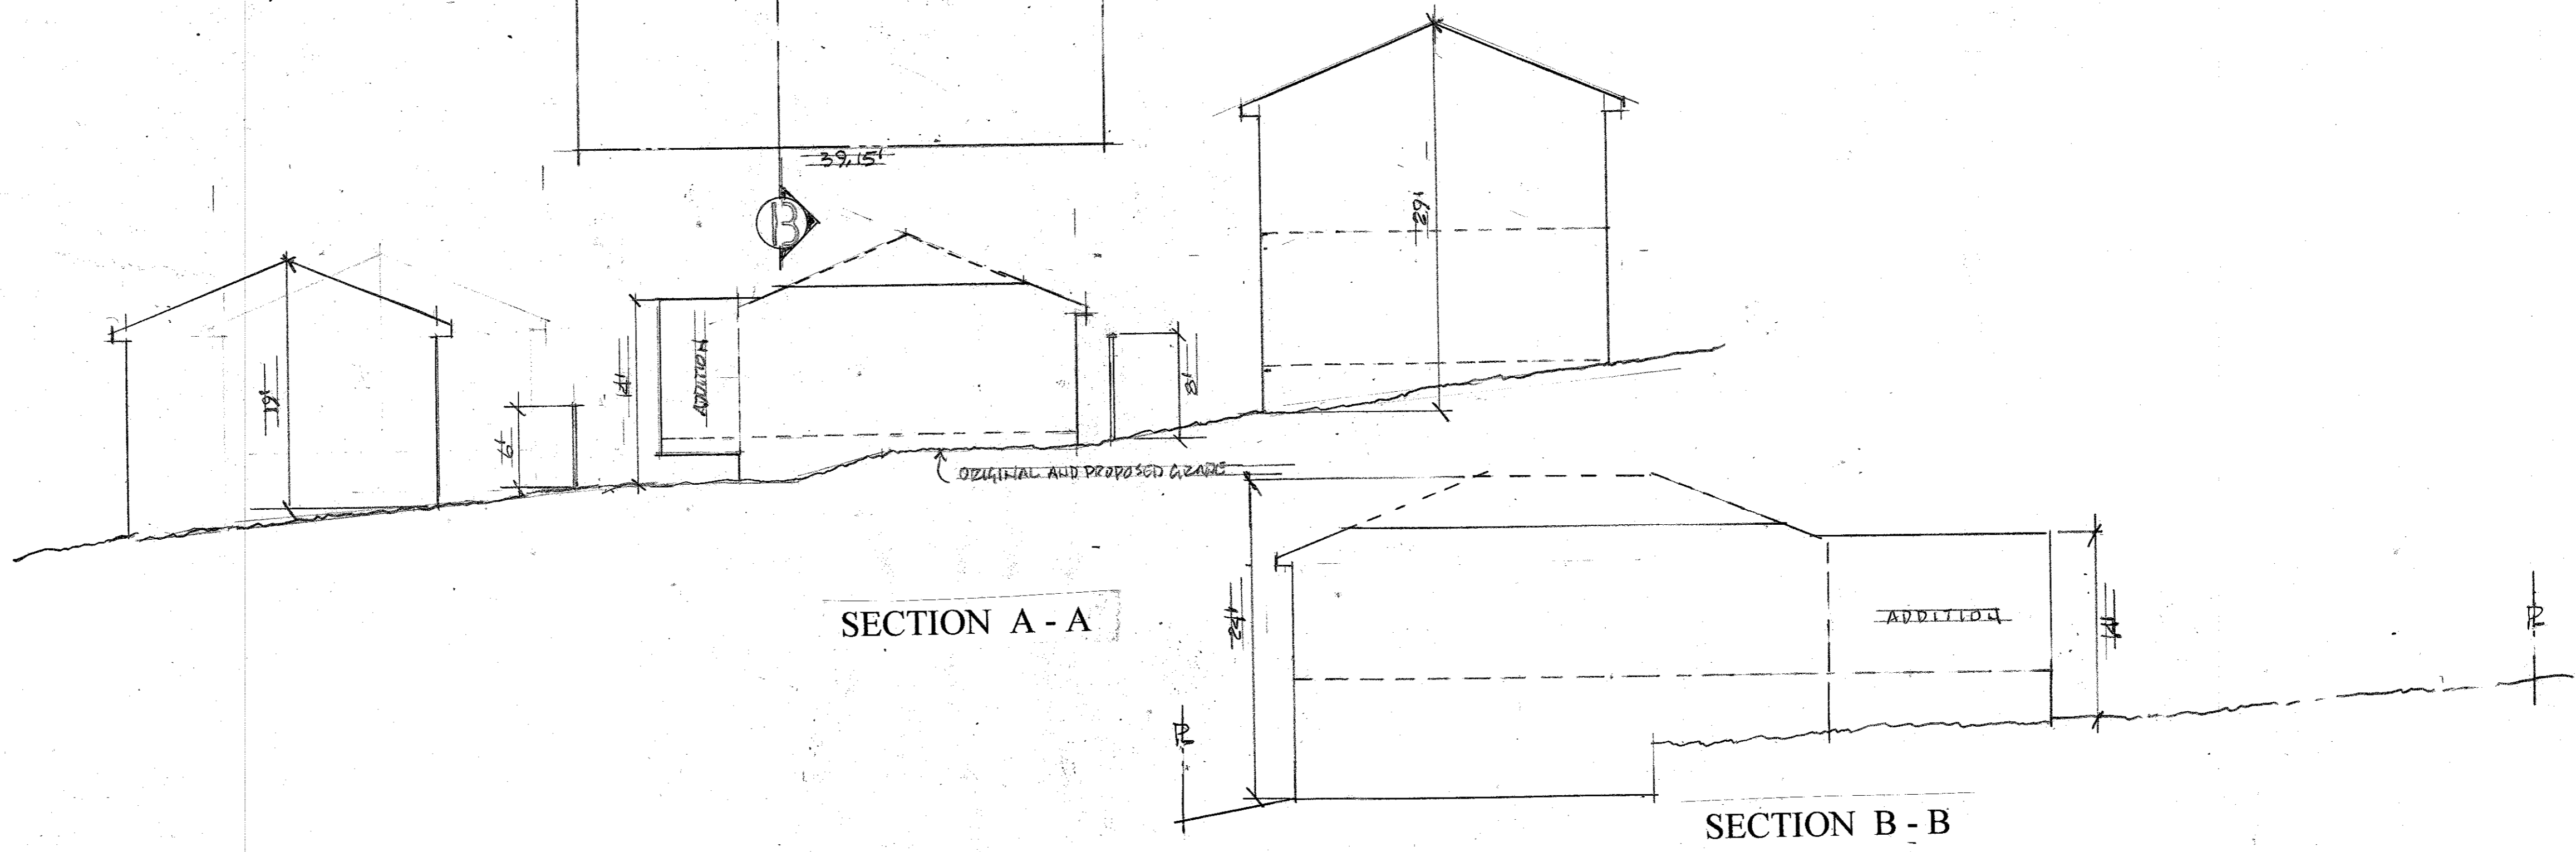 39.15'
B
29'
19'
6'
14'
ADDITION
8'
ORIGINAL AND PROPOSED GRADE
SECTION A - A
24'
ADDITION
14'
PL
PL
SECTION B - B